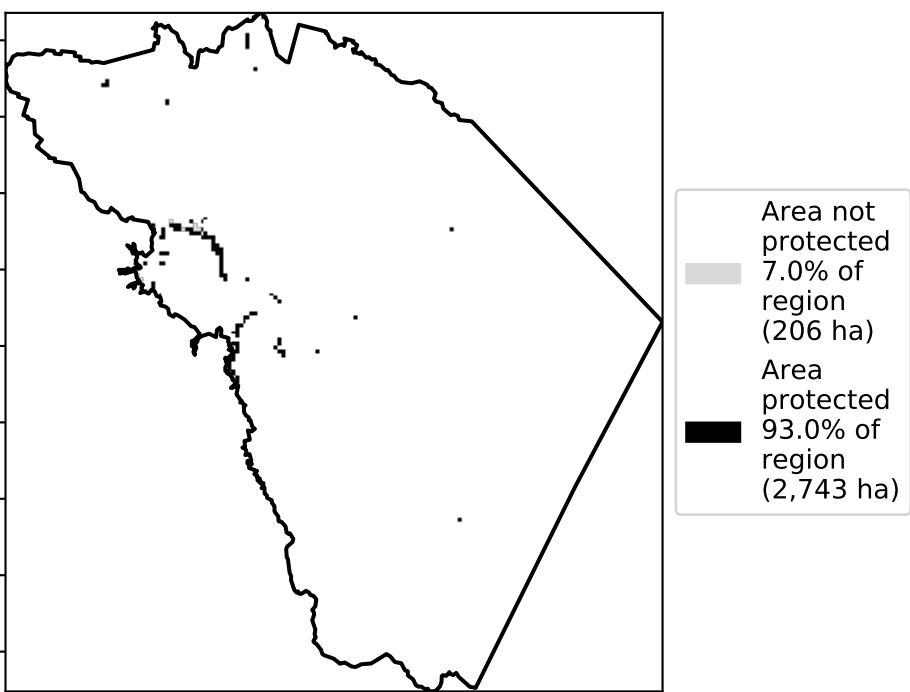 Area not
protected
7.0% of
region
(206 ha)
Area
protected
93.0% of
region
(2,743 ha)